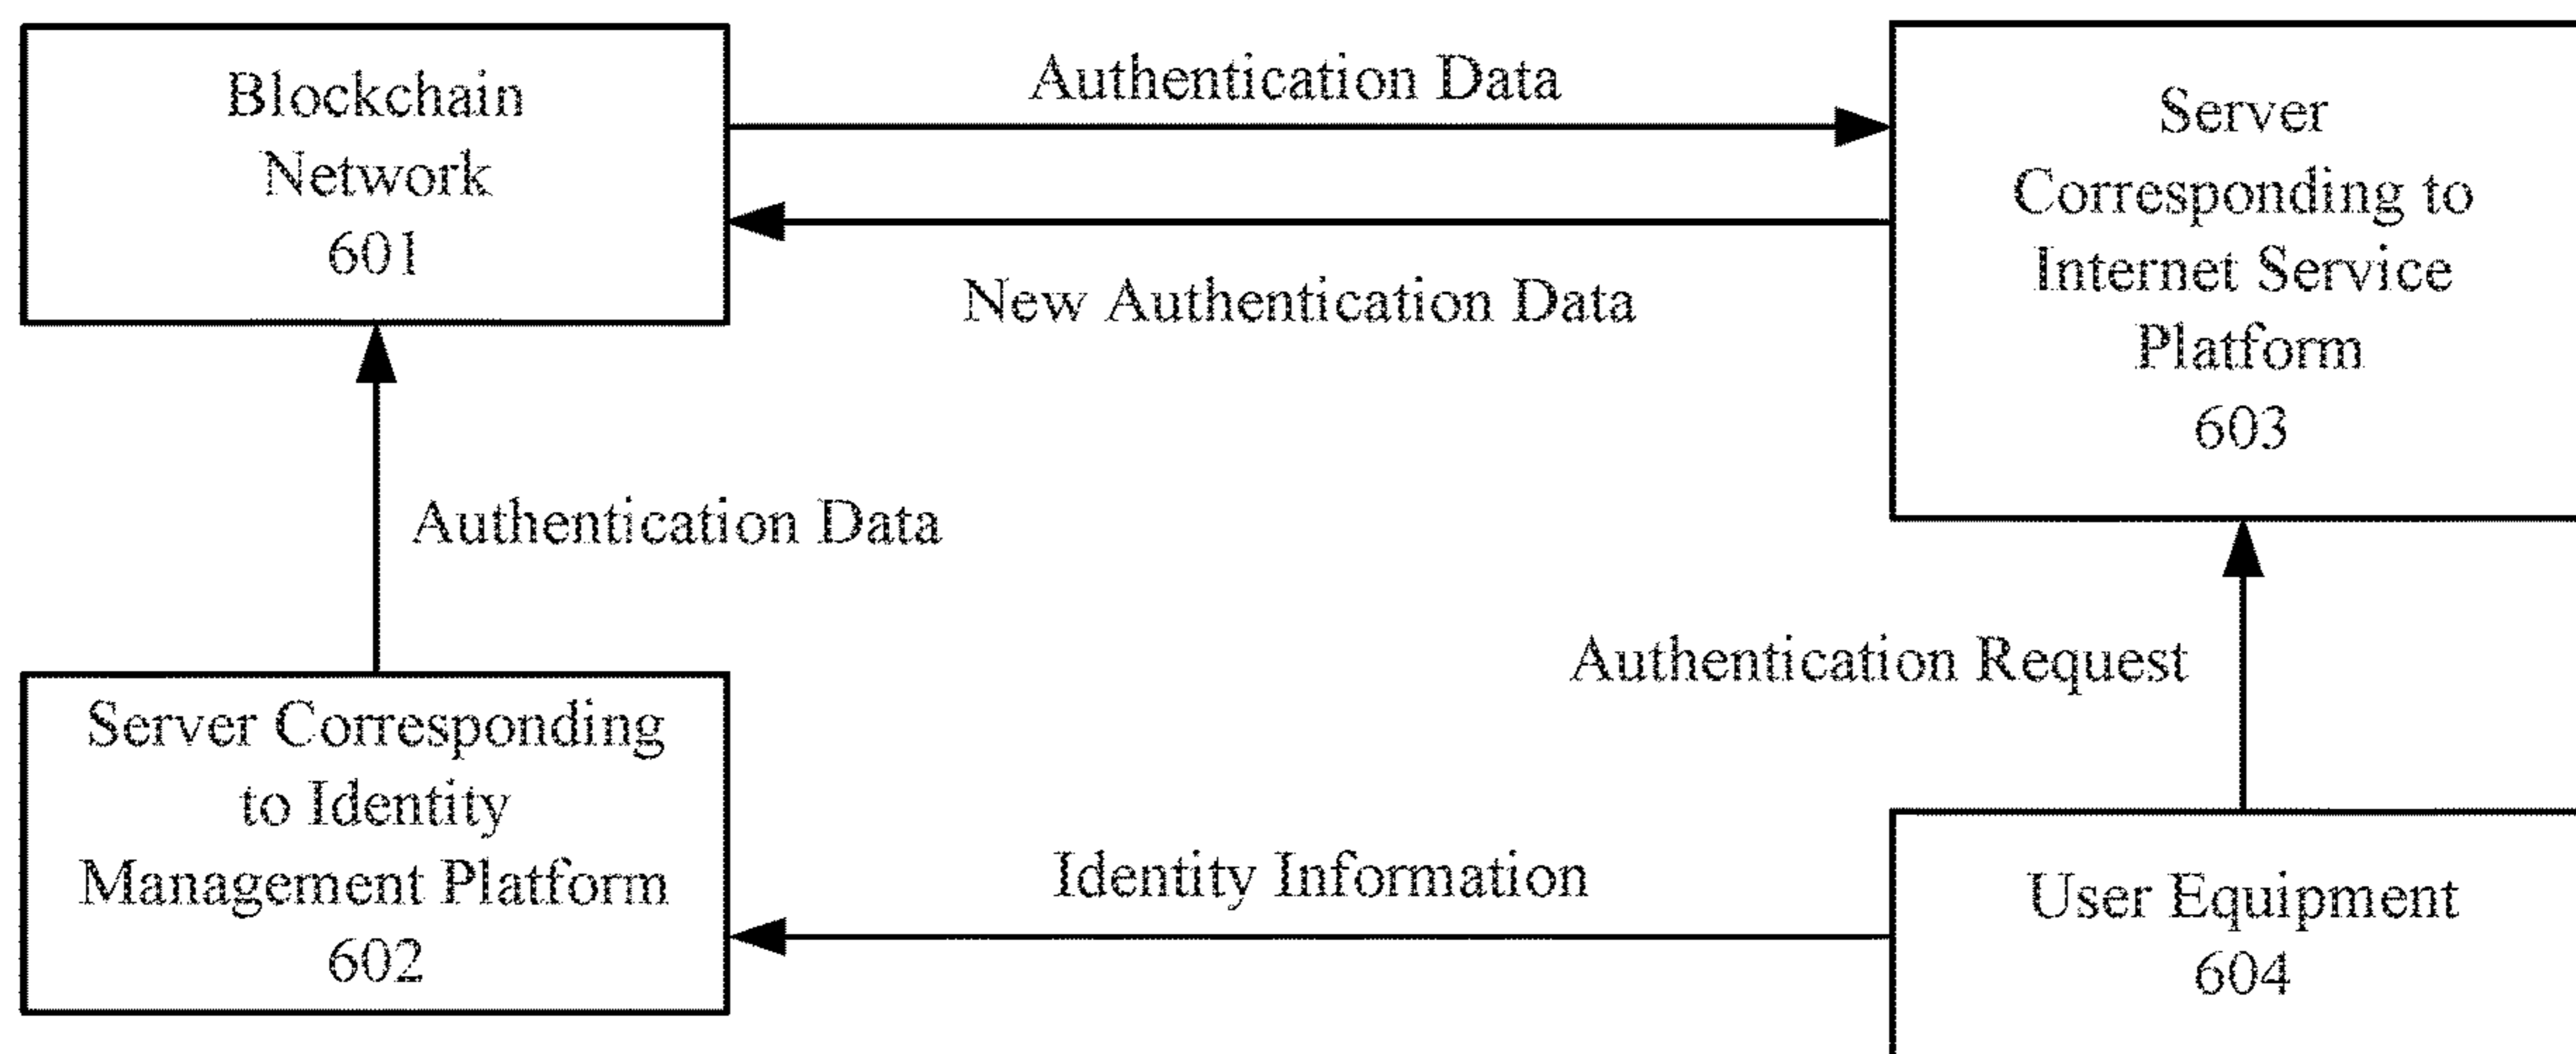 Blockchain
Network
601
Authentication Data
New Authentication Data
Server
Corresponding to
Internet Service
Platform
603
Authentication Data
Authentication Request
Server Corresponding
to Identity
Management Platform
602
Identity Information
User Equipment
604